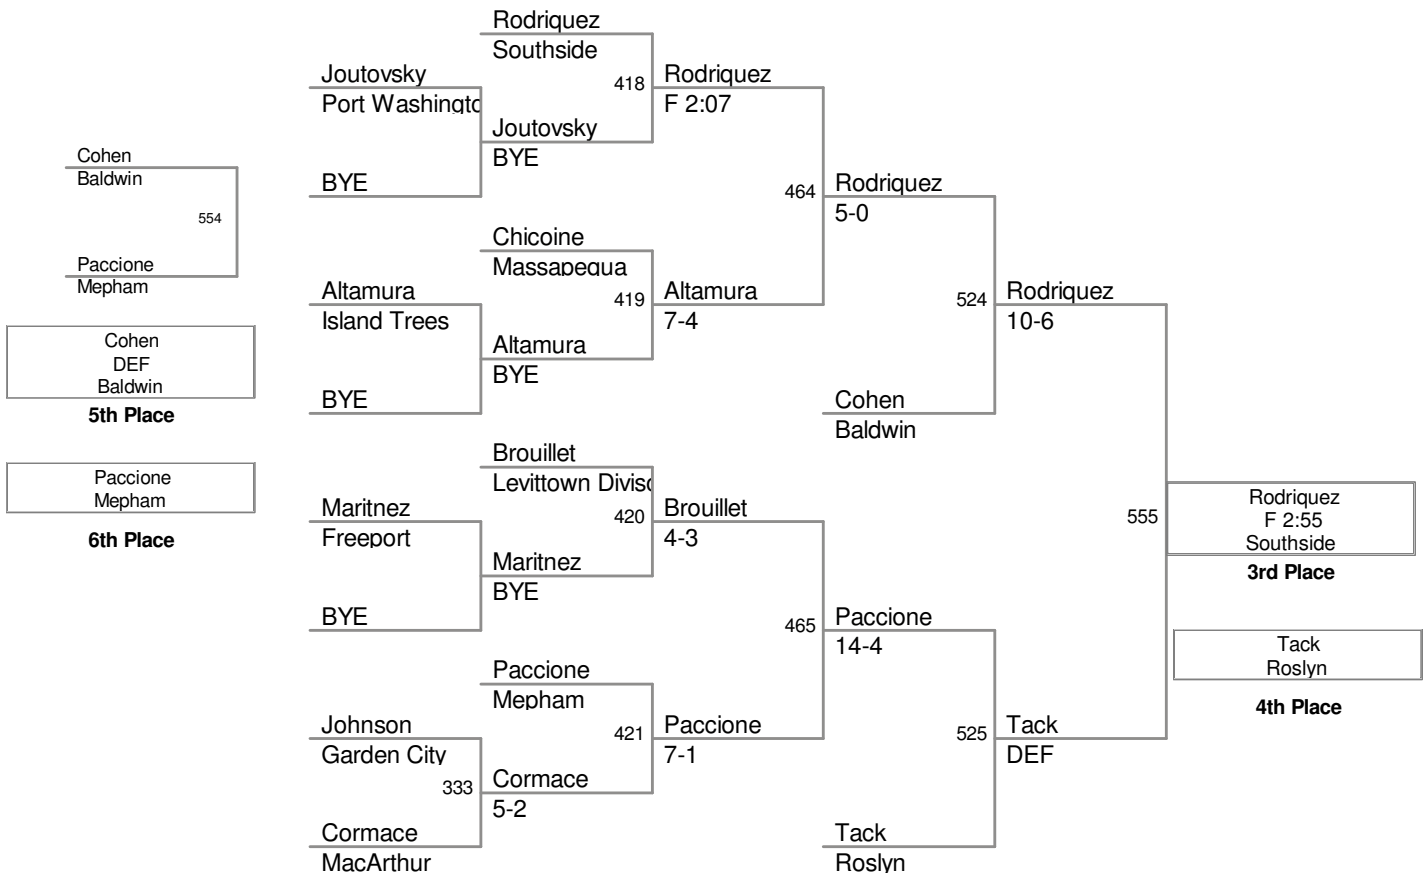 Rodriquez
Southside
Joutovsky
Port Washingto
418
Rodriquez
F 2:07
Joutovsky
BYE
Cohen
Baldwin
BYE
464
Rodriquez
5-0
554
Chicoine
Massapequa
Paccione
Mepham
Altamura
Island Trees
419
Altamura
7-4
524
Rodriquez
10-6
Cohen
DEF
Baldwin
5th Place
Altamura
BYE
BYE
Cohen
Baldwin
Brouillet
Levittown Divisc
Paccione
Mepham
6th Place
Maritnez
Freeport
420
Brouillet
4-3
555
Rodriquez
F 2:55
Southside
3rd Place
Maritnez
BYE
BYE
465
Paccione
14-4
Tack
Roslyn
4th Place
Paccione
Mepham
Johnson
Garden City
421
Paccione
7-1
525
Tack
DEF
333
Cormace
5-2
Cormace
MacArthur
Tack
Roslyn